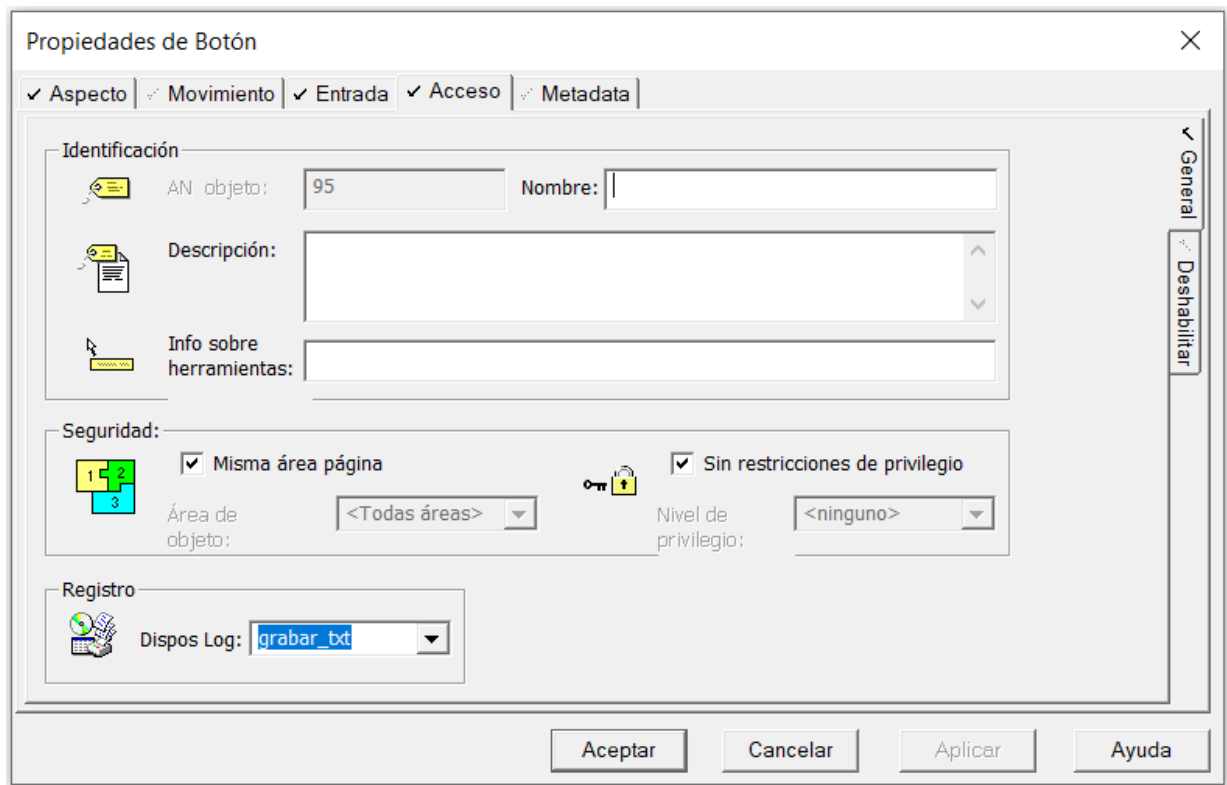 Propiedades de Botón
Aspecto Movimiento Entrada Acceso Metadata
General
Deshabilitar
Identificación
AN objeto: 95 Nombre:
Descripción:
Info sobre
herramientas:
Seguridad:
1 2
3
Misma área página Sin restricciones de privilegio
Área de
objeto: <Todas áreas>
Nivel de
privilegio: <ninguno>
Registro
Dispos Log: grabar_txt
Aceptar Cancelar Aplicar Ayuda